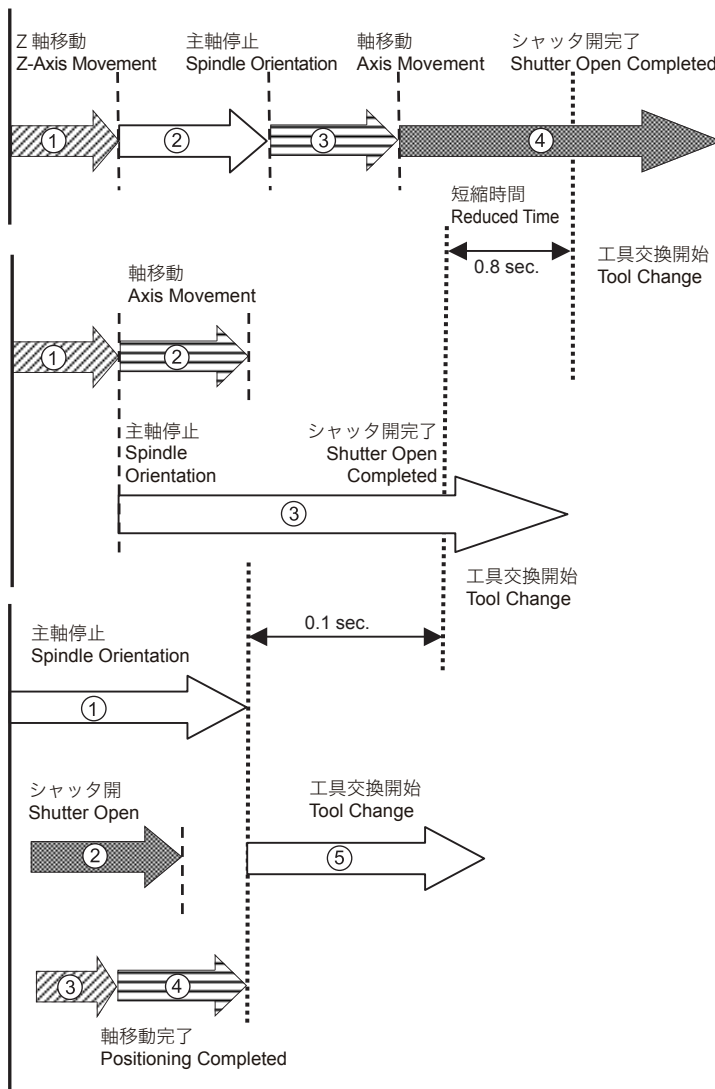 Z 軸移動
Z-Axis Movement
主軸停止
Spindle Orientation
軸移動
Axis Movement
シャッタ開完了
Shutter Open Completed
①
②
③
④
短縮時間
Reduced Time
0.8 sec.
工具交換開始
Tool Change
軸移動
Axis Movement
①
②
主軸停止
Spindle
Orientation
シャッタ開完了
Shutter Open
Completed
③
工具交換開始
Tool Change
0.1 sec.
主軸停止
Spindle Orientation
①
シャッタ開
Shutter Open
②
工具交換開始
Tool Change
⑤
③
④
軸移動完了
Positioning Completed